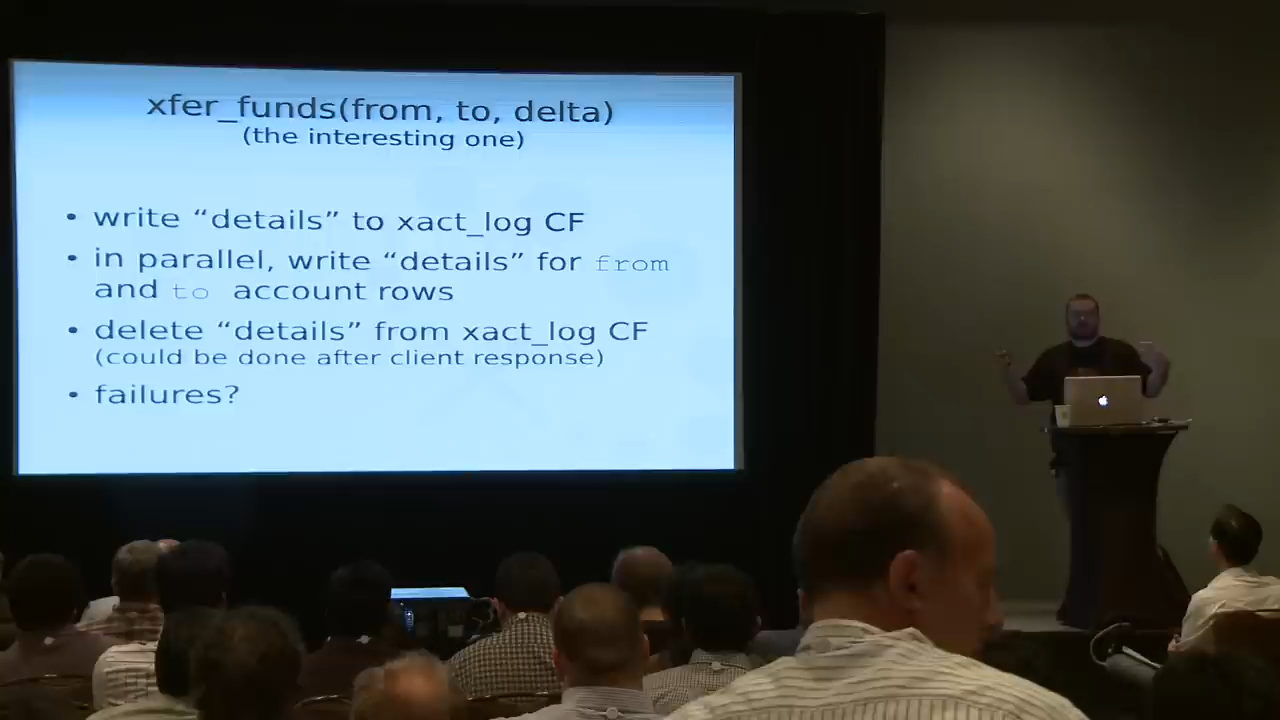 xfer_funds(from, to, delta)
(the interesting one)
• write “details” to xact_log CF
• in parallel, write “details” for from
and to account rows
• delete “details” from xact_log CF
(could be done after client response)
• failures?